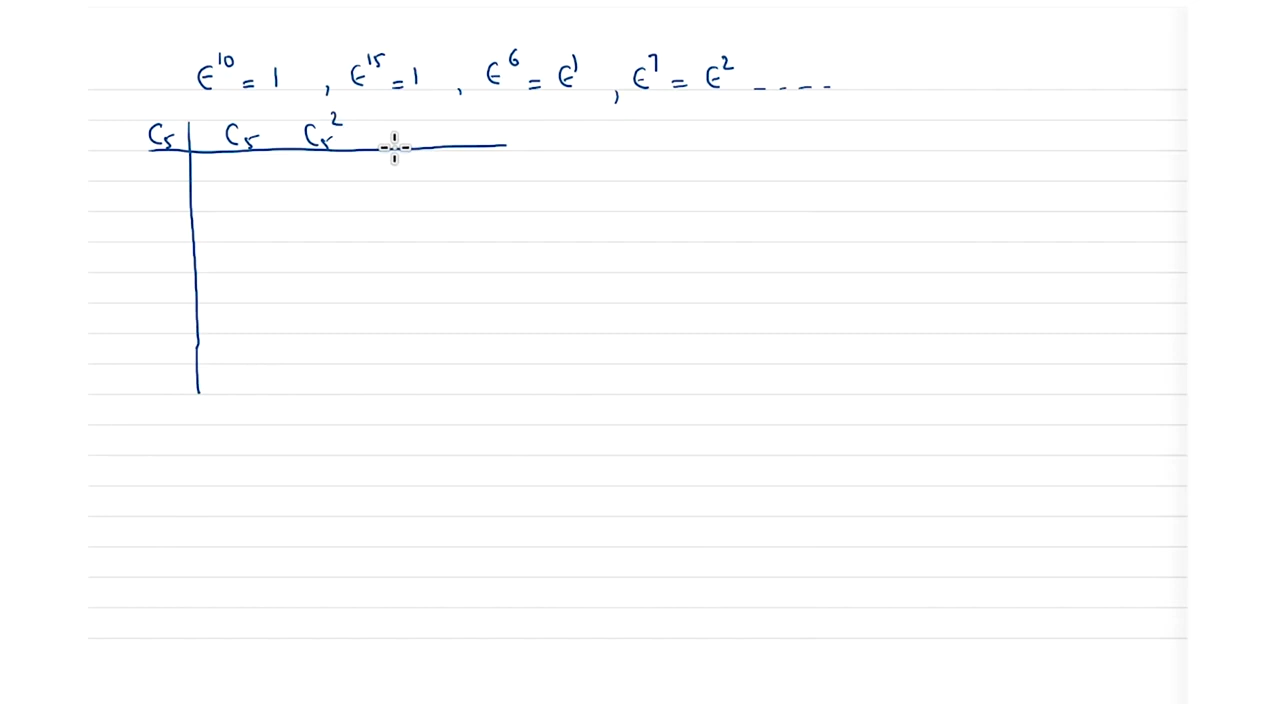 ϵ¹⁰ = 1 , ϵ¹⁵ = 1 , ϵ⁶ = ϵ¹ , ϵ⁷ = ϵ² - - - -
C₅ | C₅ C₅²